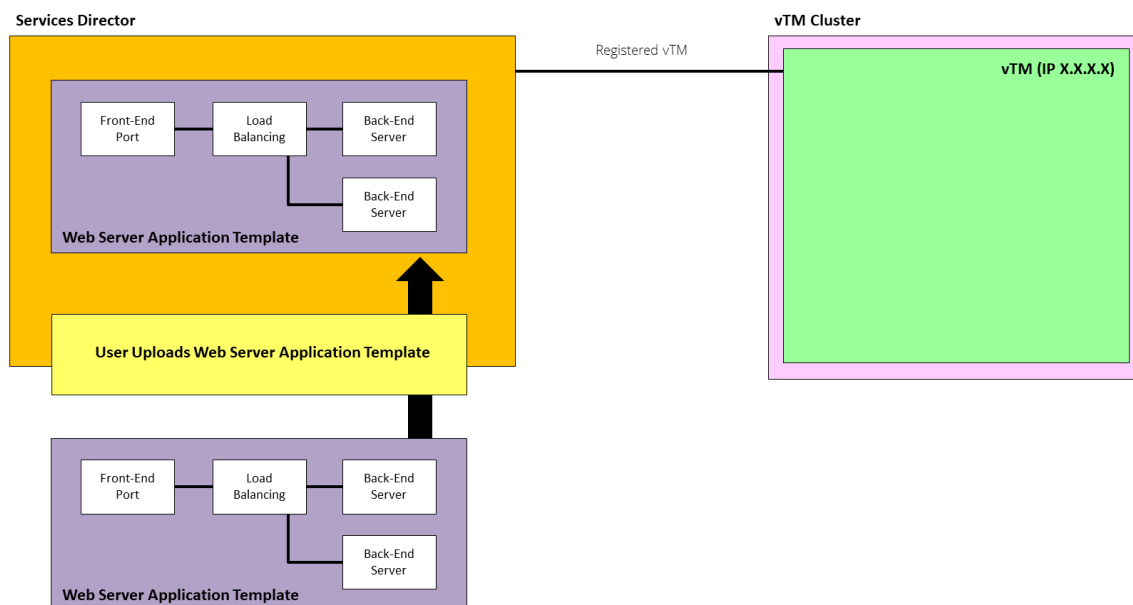 Services Director
vTM Cluster
Registered vTM
vTM (IP X.X.X.X)
Front-End
Port
Load
Balancing
Back-End
Server
Back-End
Server
Web Server Application Template
User Uploads Web Server Application Template
Front-End
Port
Load
Balancing
Back-End
Server
Back-End
Server
Web Server Application Template